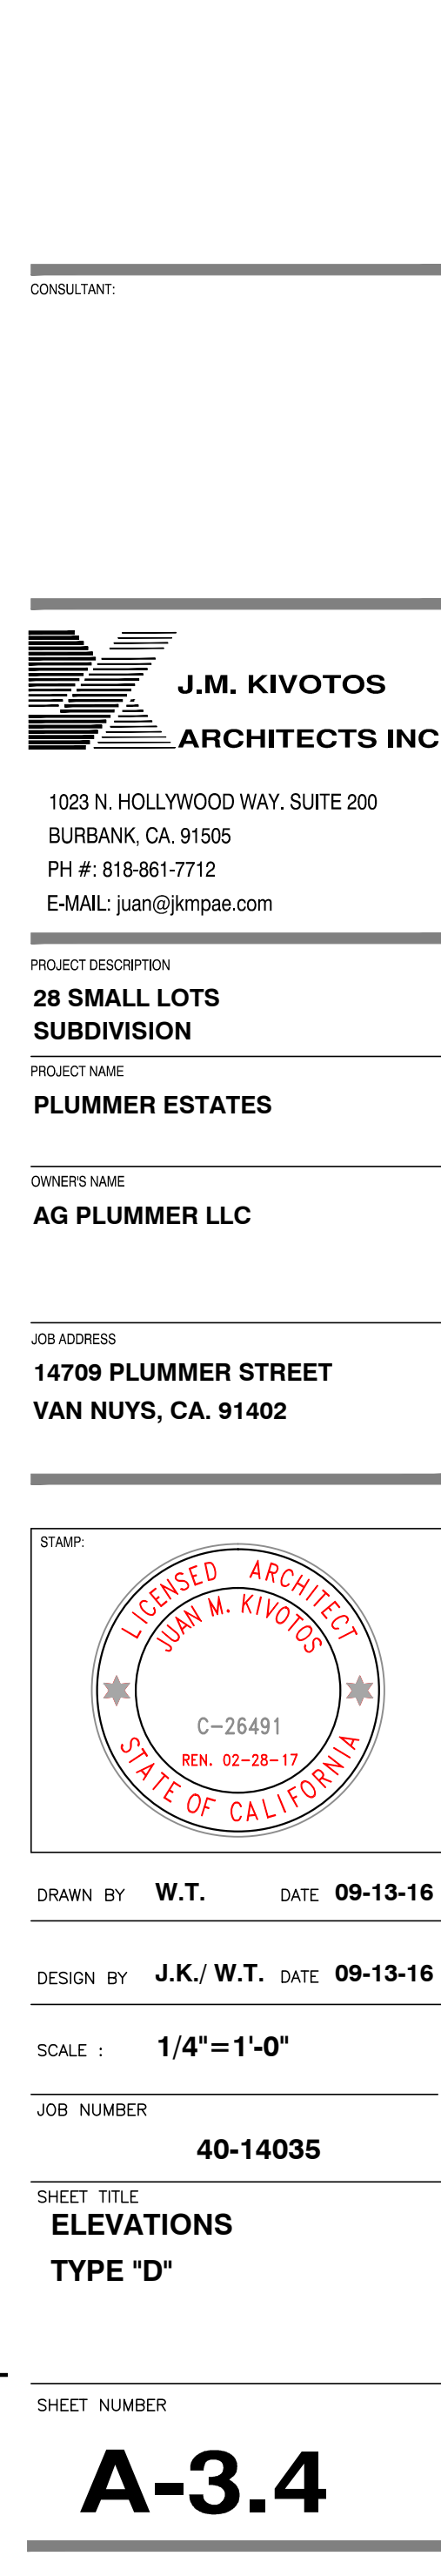 CONSULTANT:
J.M. KIVOTOS
ARCHITECTS INC
1023 N. HOLLYWOOD WAY. SUITE 200
BURBANK, CA. 91505
PH #: 818-861-7712
E-MAIL: juan@jkmpae.com
PROJECT DESCRIPTION
28 SMALL LOTS
SUBDIVISION
PROJECT NAME
PLUMMER ESTATES
OWNER'S NAME
AG PLUMMER LLC
JOB ADDRESS
14709 PLUMMER STREET
VAN NUYS, CA. 91402
STAMP:
LICENSED ARCHITECT
JUAN M. KIVOTOS
C-26491
REN. 02-28-17
STATE OF CALIFORNIA
DRAWN BY W.T. DATE 09-13-16
DESIGN BY J.K./ W.T. DATE 09-13-16
SCALE : 1/4"=1'-0"
JOB NUMBER
40-14035
SHEET TITLE
ELEVATIONS
TYPE "D"
SHEET NUMBER
A-3.4